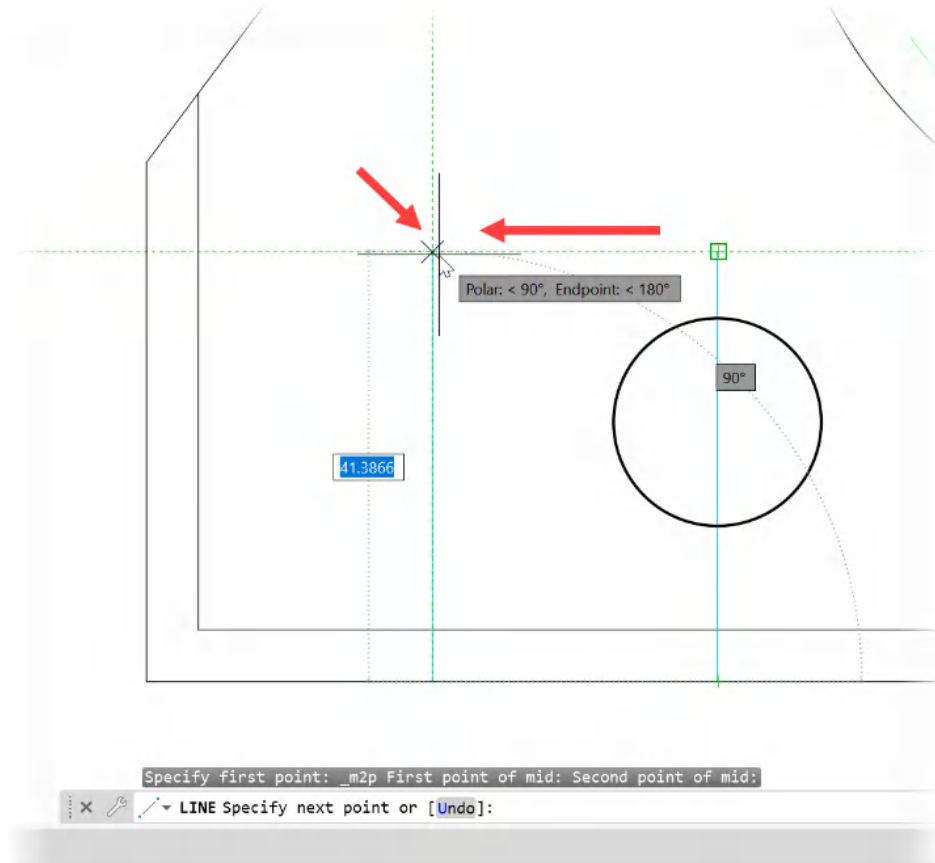 Polar: < 90°, Endpoint: < 180°
90°
41.3866
Specify first point: _m2p First point of mid: Second point of mid:
LINE Specify next point or [Undo]: